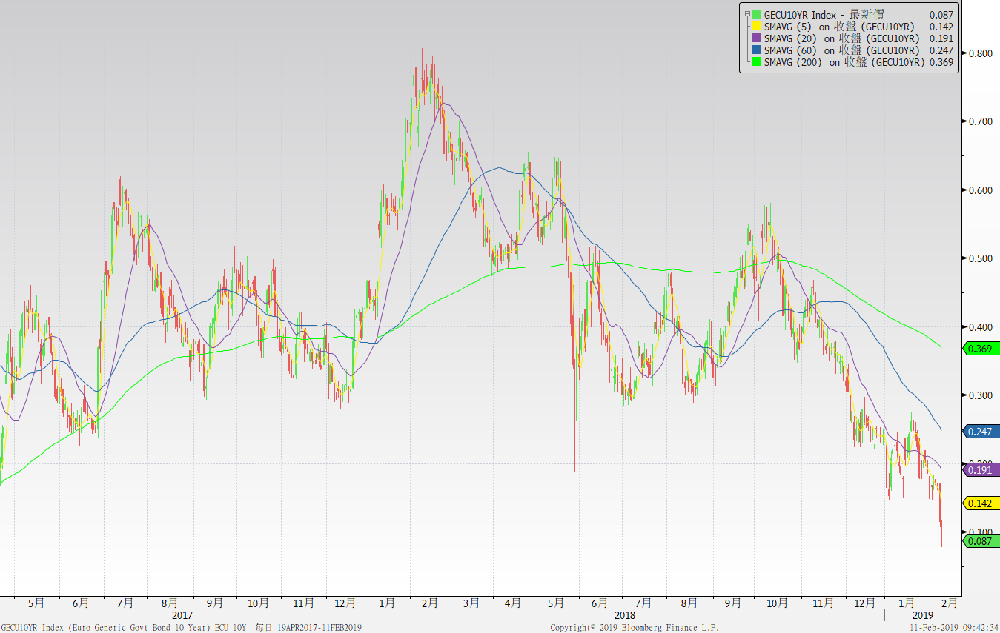 GECU10YR Index - 最新價 0.087
SMAVG (5) on 收盤 (GECU10YR) 0.142
SMAVG (20) on 收盤 (GECU10YR) 0.191
SMAVG (60) on 收盤 (GECU10YR) 0.247
SMAVG (200) on 收盤 (GECU10YR) 0.369
0.800
0.700
0.600
0.500
0.400
0.369
0.300
0.247
0.200
0.191
0.142
0.100
0.087
5月 6月 7月 8月 9月 10月 11月 12月 1月 2月 3月 4月 5月 6月 7月 8月 9月 10月 11月 12月 1月 2月
2017 2018 2019
GECU10YR Index (Euro Generic Govt Bond 10 Year) ECU 10Y 每日 19APR2017-11FEB2019 Copyright© 2019 Bloomberg Finance L.P. 11-Feb-2019 09:42:34